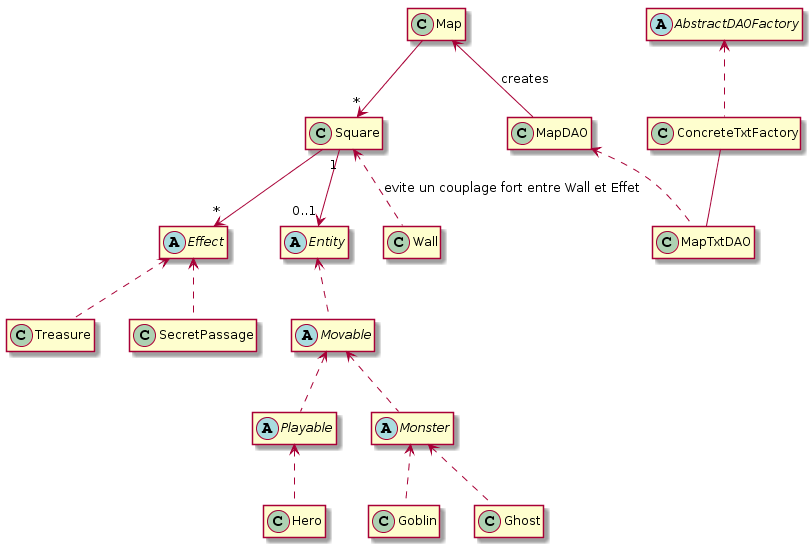 C Map
A AbstractDAOFactory
creates
*
C Square
C MapDAO
C ConcreteTxtFactory
1
evite un couplage fort entre Wall et Effet
*
0..1
A Effect
A Entity
C Wall
C MapTxtDAO
C Treasure
C SecretPassage
A Movable
A Playable
A Monster
C Hero
C Goblin
C Ghost